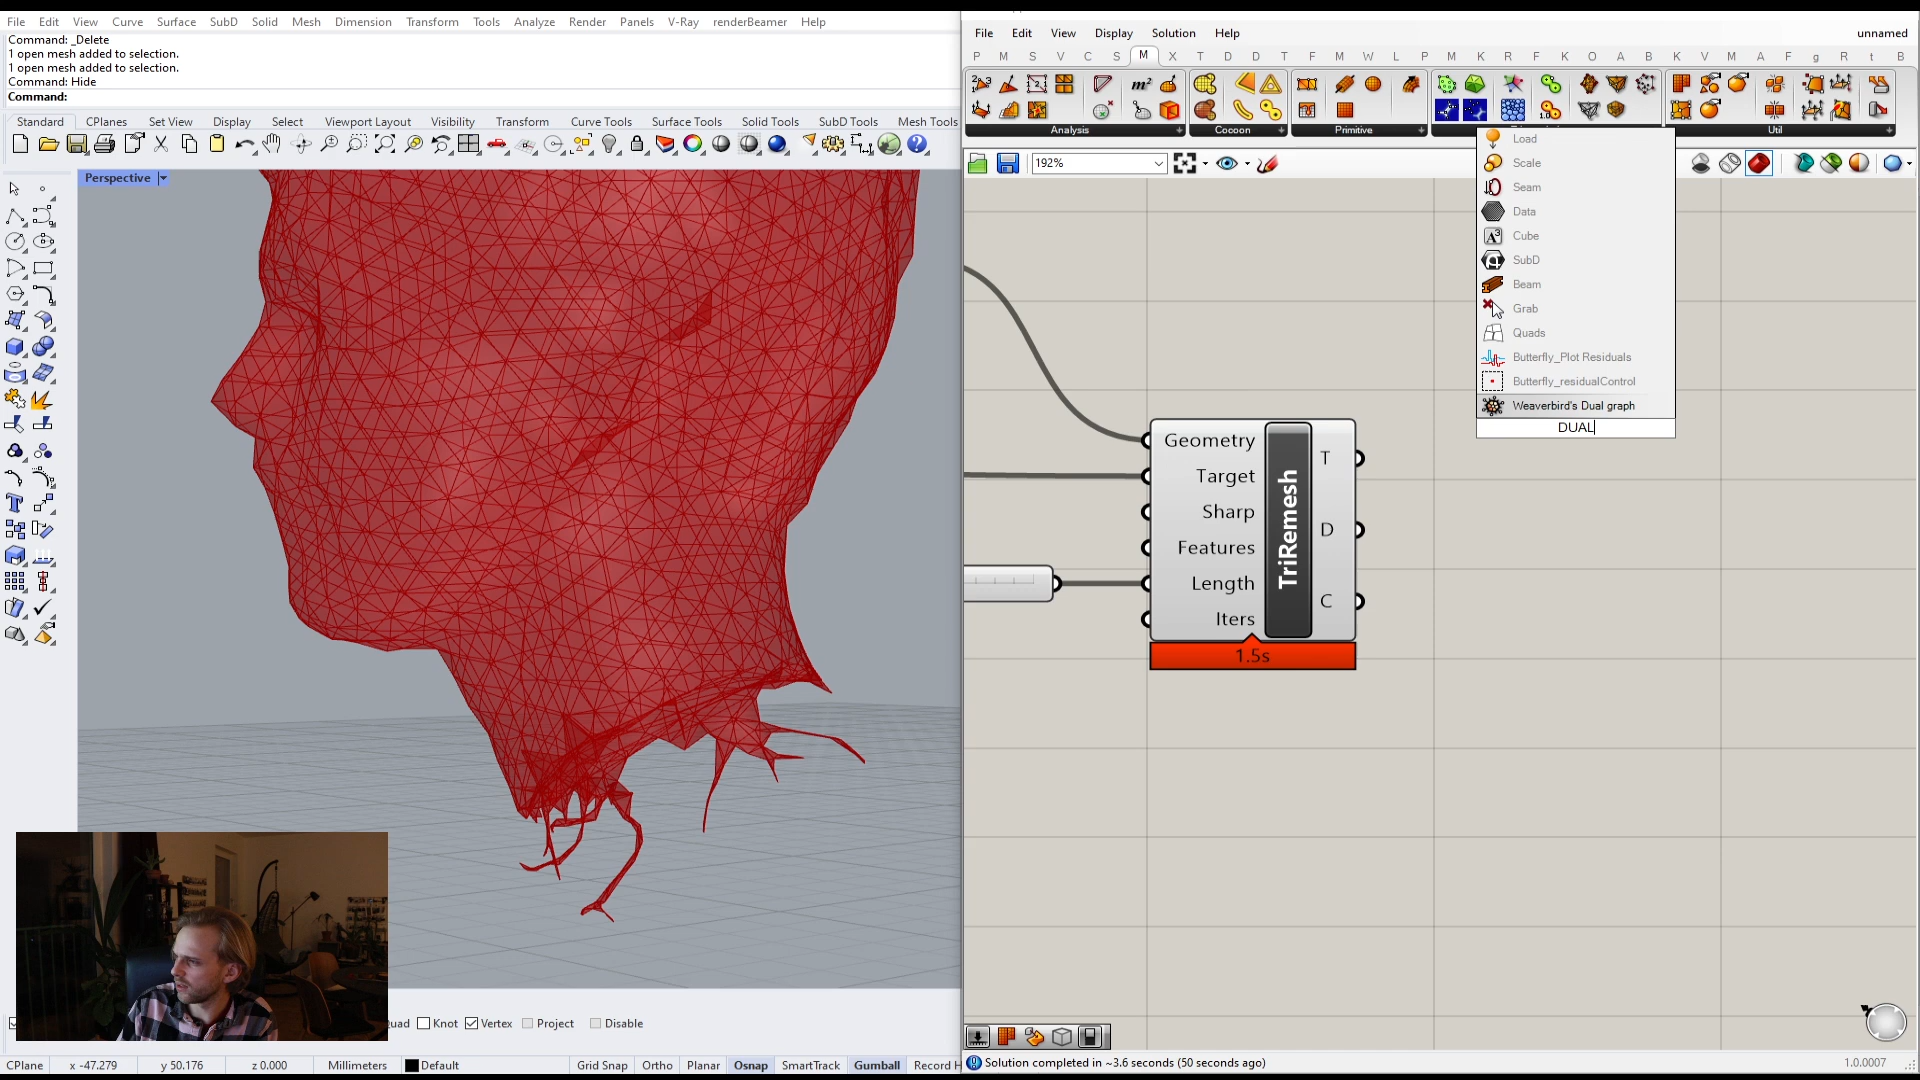 File Edit View Curve Surface SubD Solid Mesh Dimension Transform Tools Analyze Render Panels V-Ray renderBeamer Help
Command: _Delete
1 open mesh added to selection.
1 open mesh added to selection.
Command: Hide
Command:
Standard CPlanes Set View Display Select Viewport Layout Visibility Transform Curve Tools Surface Tools Solid Tools SubD Tools Mesh Tools
Perspective
Knot Vertex Project Disable
CPlane x -47.279 y 50.176 z 0.000 Millimeters Default Grid Snap Ortho Planar Osnap SmartTrack Gumball Record H
File Edit View Display Solution Help unnamed
P M S V C S M X T D D T F M W L P M K R F K O A B K V M A F g R t B
Analysis Cocoon Primitive Util
192%
Load
Scale
Seam
Data
Cube
SubD
Beam
Grab
Quads
Butterfly_Plot Residuals
Butterfly_residualControl
Weaverbird's Dual graph
DUAL
Geometry
Target
Sharp
Features
Length
Iters
TriRemesh
T
D
C
1.5s
Solution completed in ~3.6 seconds (50 seconds ago) 1.0.0007